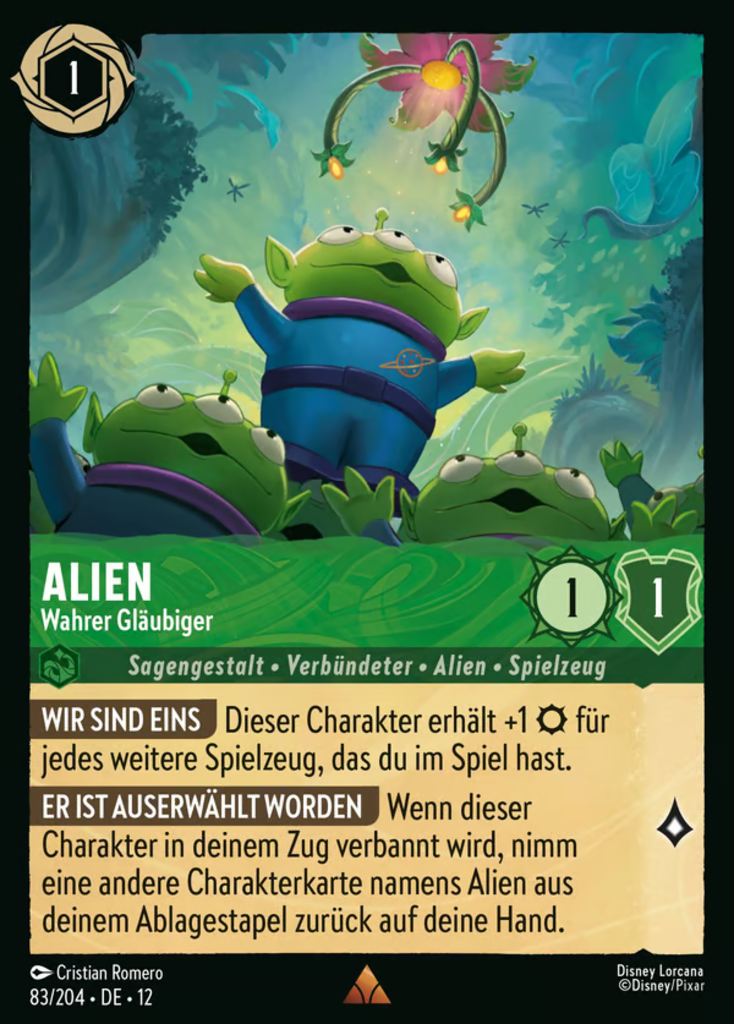 1
ALIEN
Wahrer Gläubiger
1
1
Sagengestalt • Verbündeter • Alien • Spielzeug
WIR SIND EINS Dieser Charakter erhält +1 für
jedes weitere Spielzeug, das du im Spiel hast.
ER IST AUSERWÄHLT WORDEN Wenn dieser
Charakter in deinem Zug verbannt wird, nimm
eine andere Charakterkarte namens Alien aus
deinem Ablagestapel zurück auf deine Hand.
Cristian Romero
83/204 • DE • 12
Disney Lorcana
©Disney/Pixar